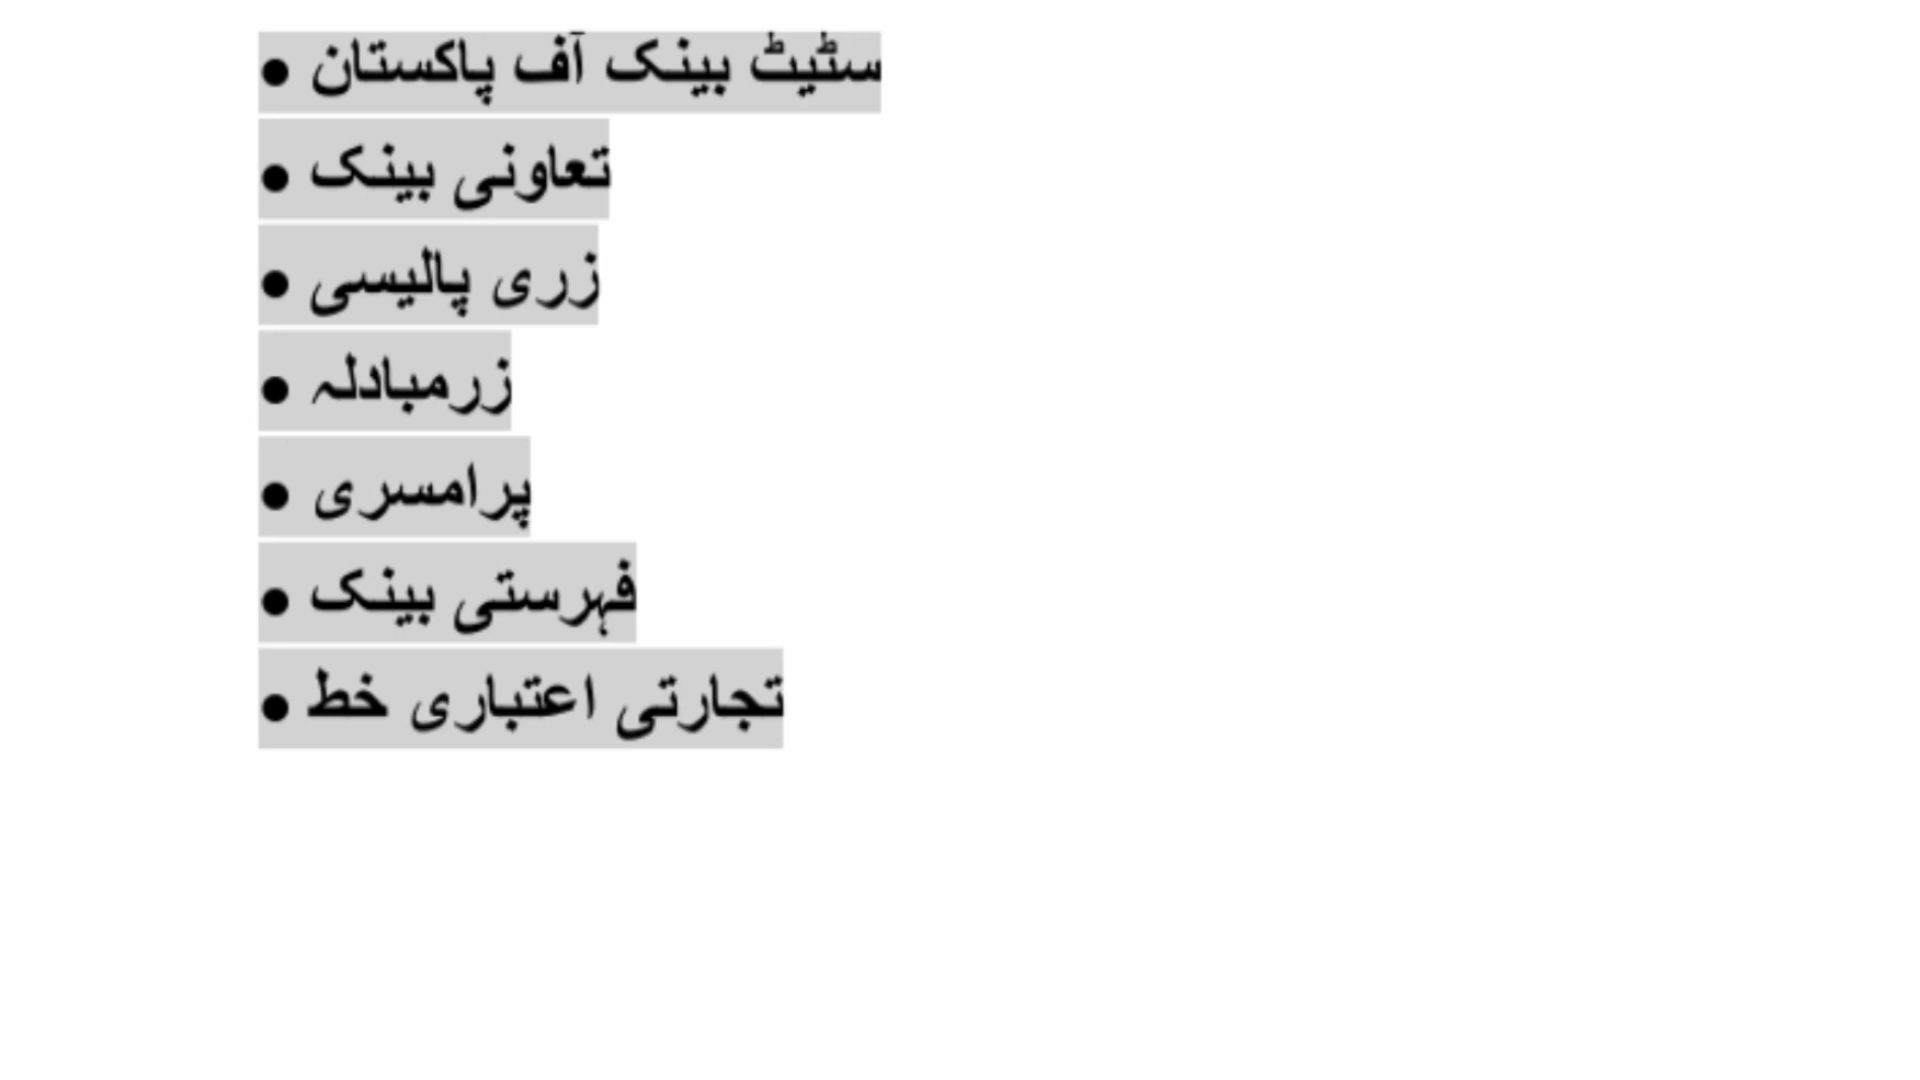 • سٹیٹ بینک آف پاکستان
• تعاونی بینک
• زری پالیسی
• زرمبادلہ
• پرامسری
• فہرستی بینک
• تجارتی اعتباری خط